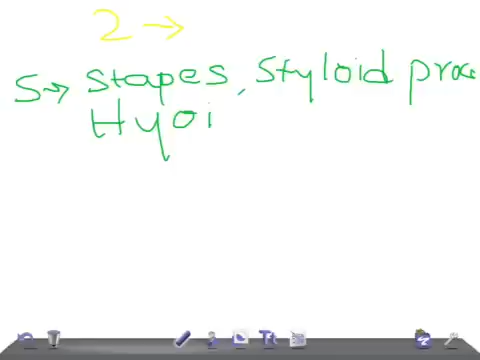 2 →
S → stapes, styloid proc
Hyoi